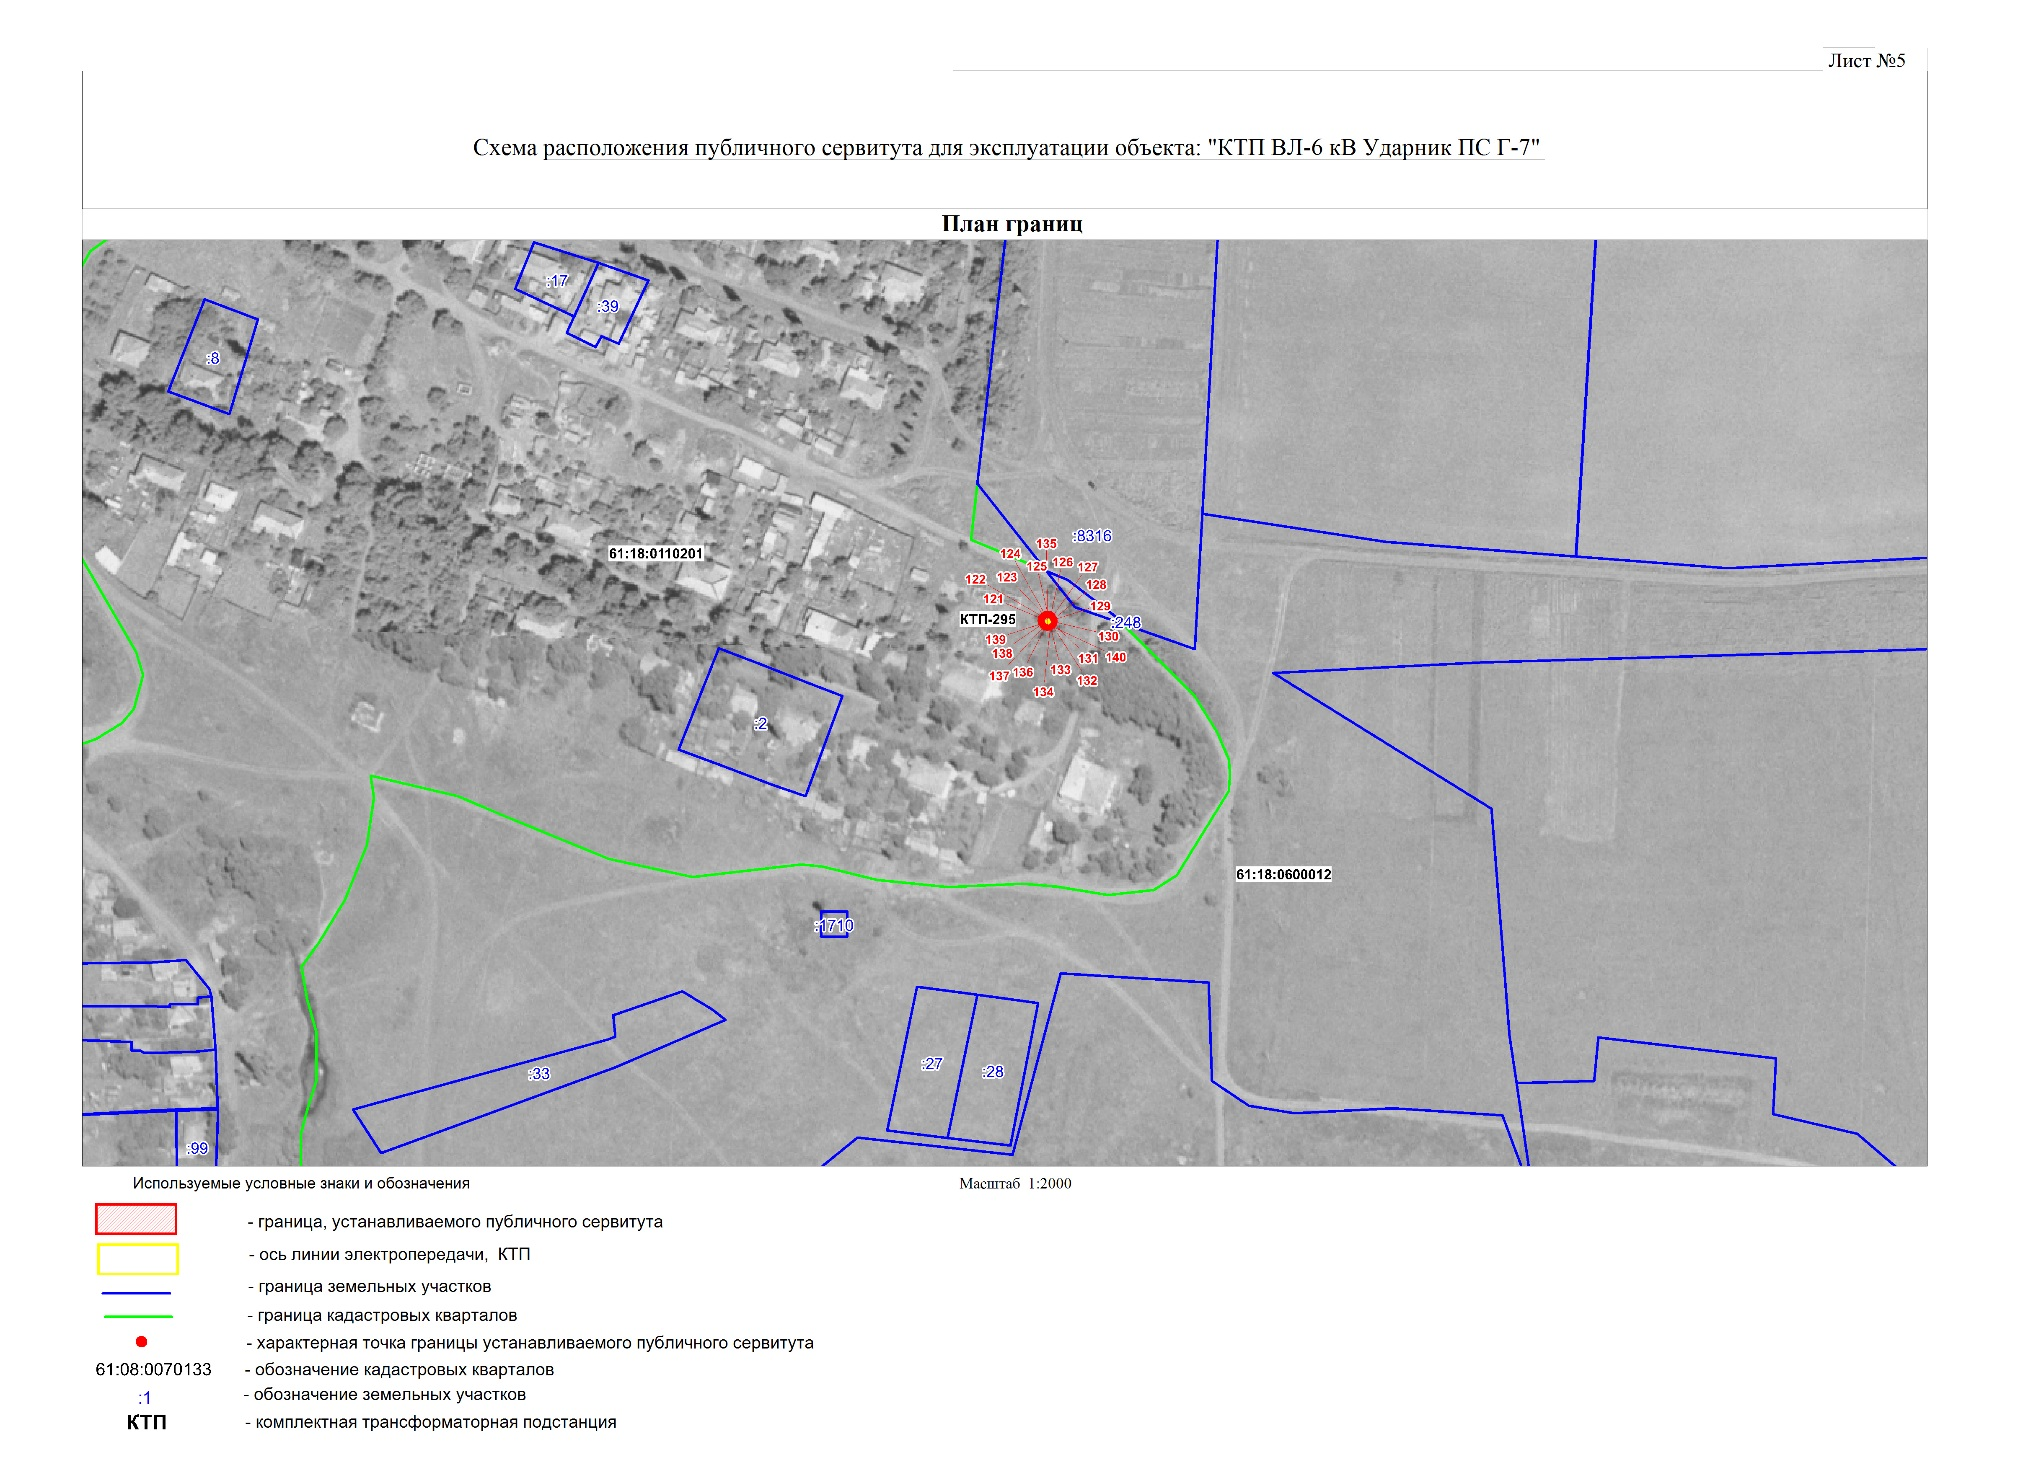 Лист №5
Схема расположения публичного сервитута для эксплуатации объекта: "КТП ВЛ-6 кВ Ударник ПС Г-7"
План границ
:17
:39
:8
:8316
61:18:0110201
135
124
125
126
127
122
123
128
121
129
КТП-295
:248
130
139
138
131
140
137
136
133
132
134
:2
61:18:0600012
:1710
:27
:28
:33
:99
Используемые условные знаки и обозначения
Масштаб 1:2000
- граница, устанавливаемого публичного сервитута
- ось линии электропередачи, КТП
- граница земельных участков
- граница кадастровых кварталов
- характерная точка границы устанавливаемого публичного сервитута
61:08:0070133 - обозначение кадастровых кварталов
:1 - обозначение земельных участков
КТП - комплектная трансформаторная подстанция